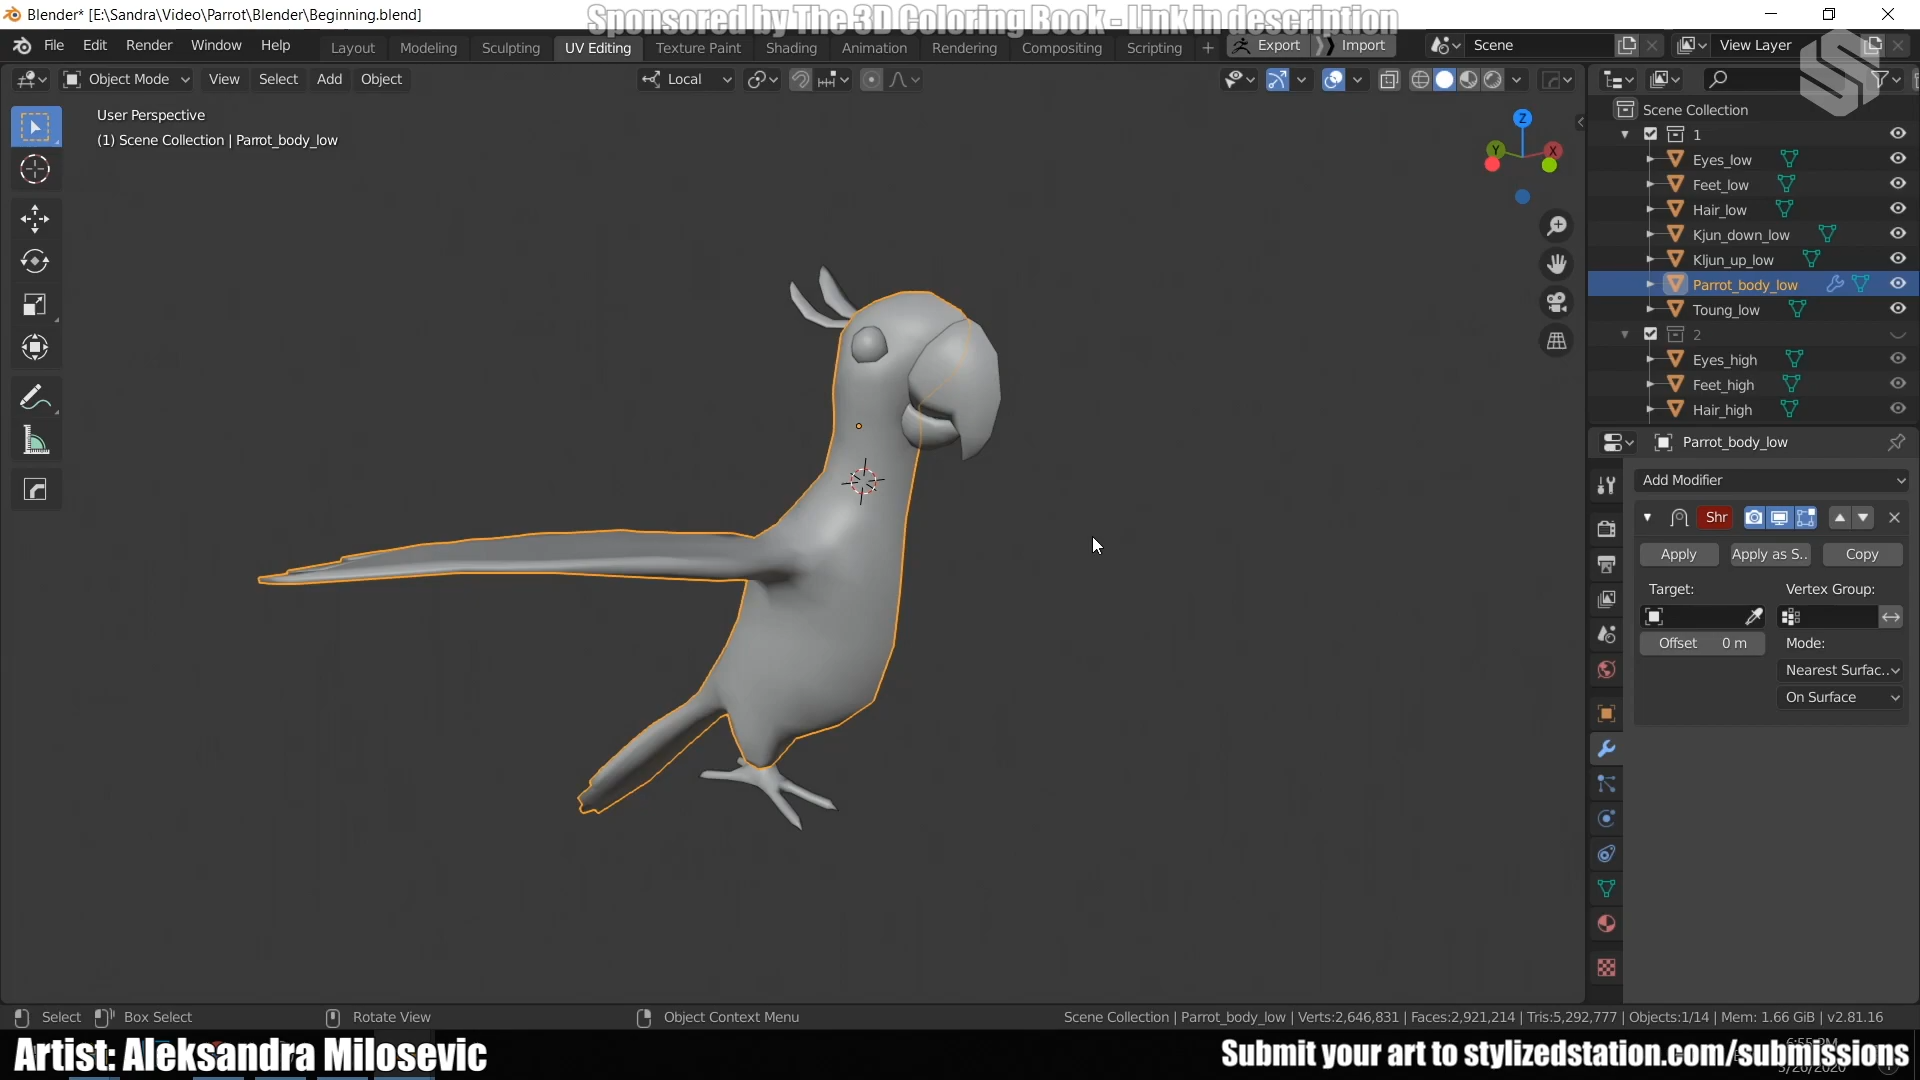 Blender* [E:\Sandra\Video\Parrot\Blender\Beginning.blend]
Sponsored by The 3D Coloring Book - Link in description
File Edit Render Window Help
Layout Modeling Sculpting UV Editing Texture Paint Shading Animation Rendering Compositing Scripting +
Export Import
Scene
View Layer
Object Mode View Select Add Object
Local
User Perspective
(1) Scene Collection | Parrot_body_low
Z
Y
X
Scene Collection
1
Eyes_low
Feet_low
Hair_low
Kjun_down_low
Kljun_up_low
Parrot_body_low
Toung_low
2
Eyes_high
Feet_high
Hair_high
Parrot_body_low
Add Modifier
Shr
Apply Apply as S.. Copy
Target: Vertex Group:
Offset 0 m Mode:
Nearest Surfac..
On Surface
Select Box Select Rotate View Object Context Menu
Scene Collection | Parrot_body_low | Verts:2,646,831 | Faces:2,921,214 | Tris:5,292,777 | Objects:1/14 | Mem: 1.66 GiB | v2.81.16
Artist: Aleksandra Milosevic
Submit your art to stylizedstation.com/submissions
6:55 PM